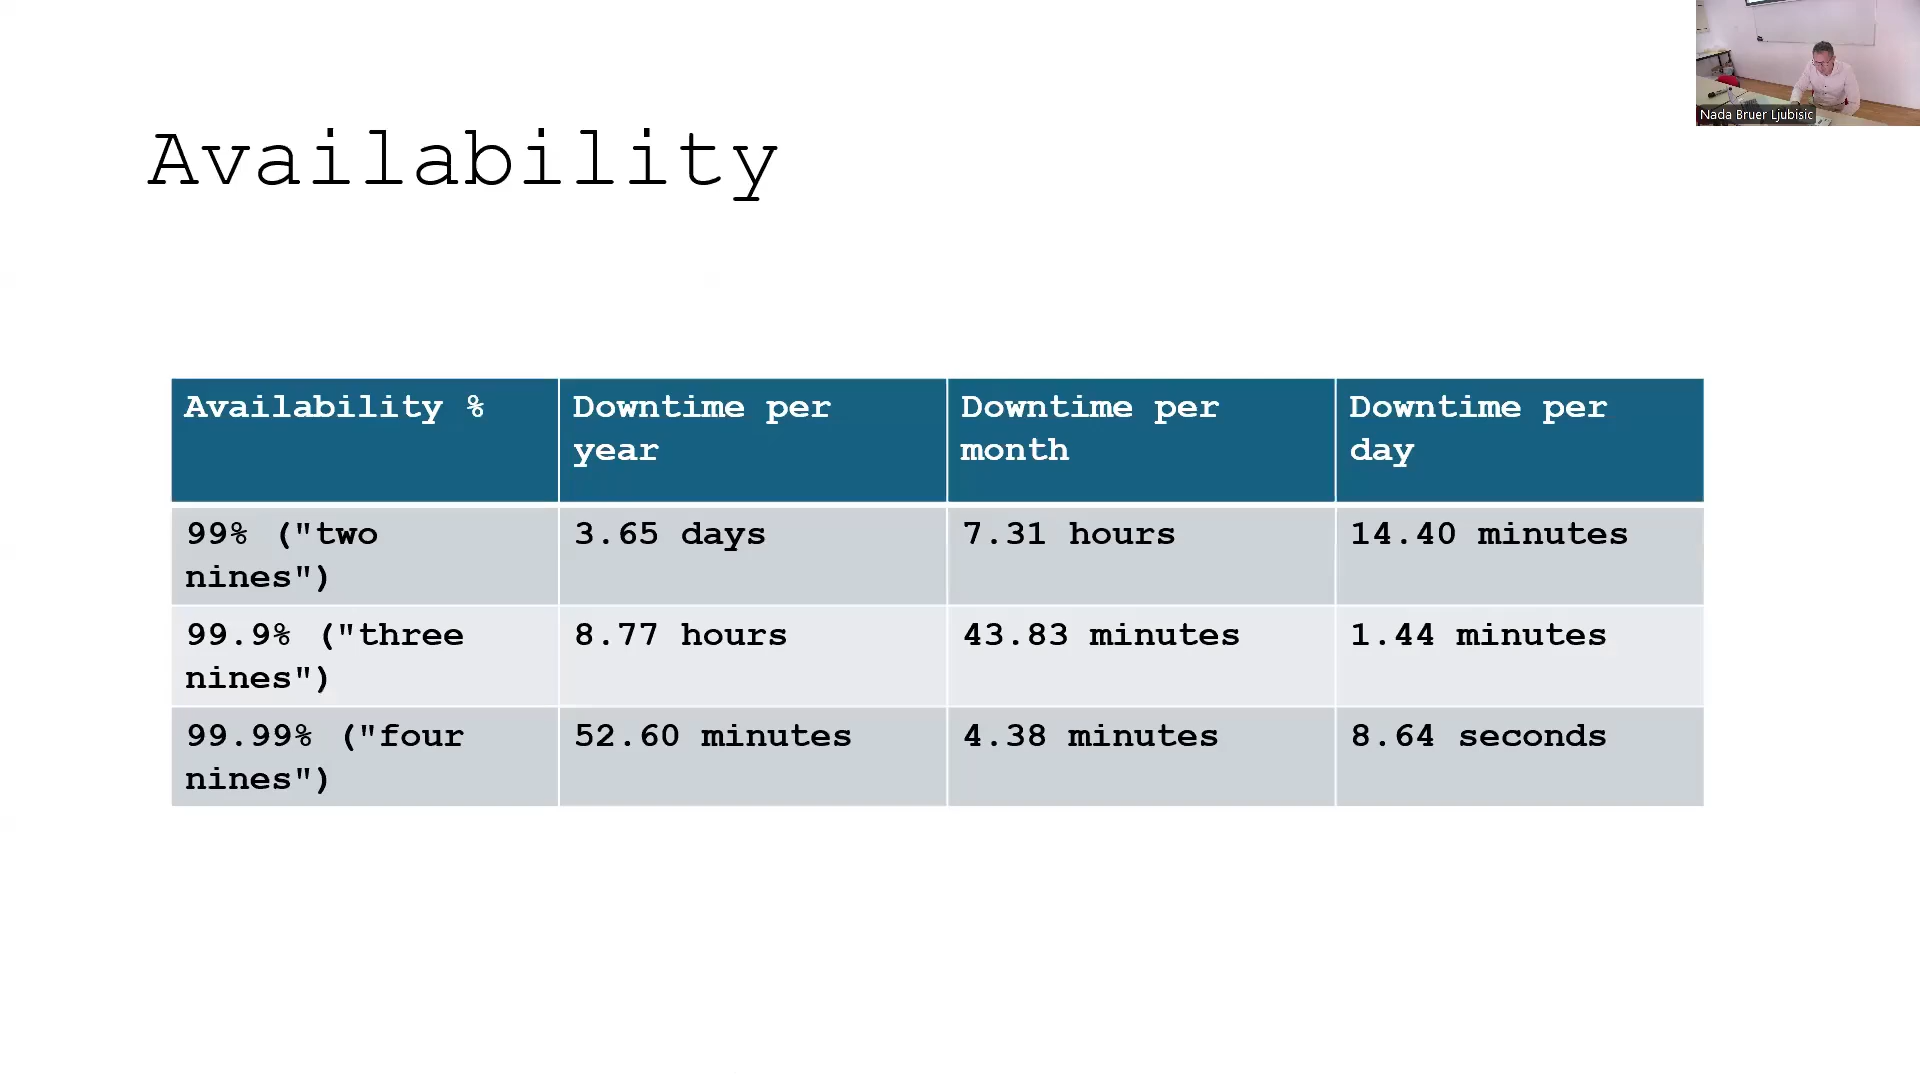 Nada Bruer Ljubisic
Availability
Availability %
Downtime per
year
Downtime per
month
Downtime per
day
99% ("two
nines")
3.65 days
7.31 hours
14.40 minutes
99.9% ("three
nines")
8.77 hours
43.83 minutes
1.44 minutes
99.99% ("four
nines")
52.60 minutes
4.38 minutes
8.64 seconds